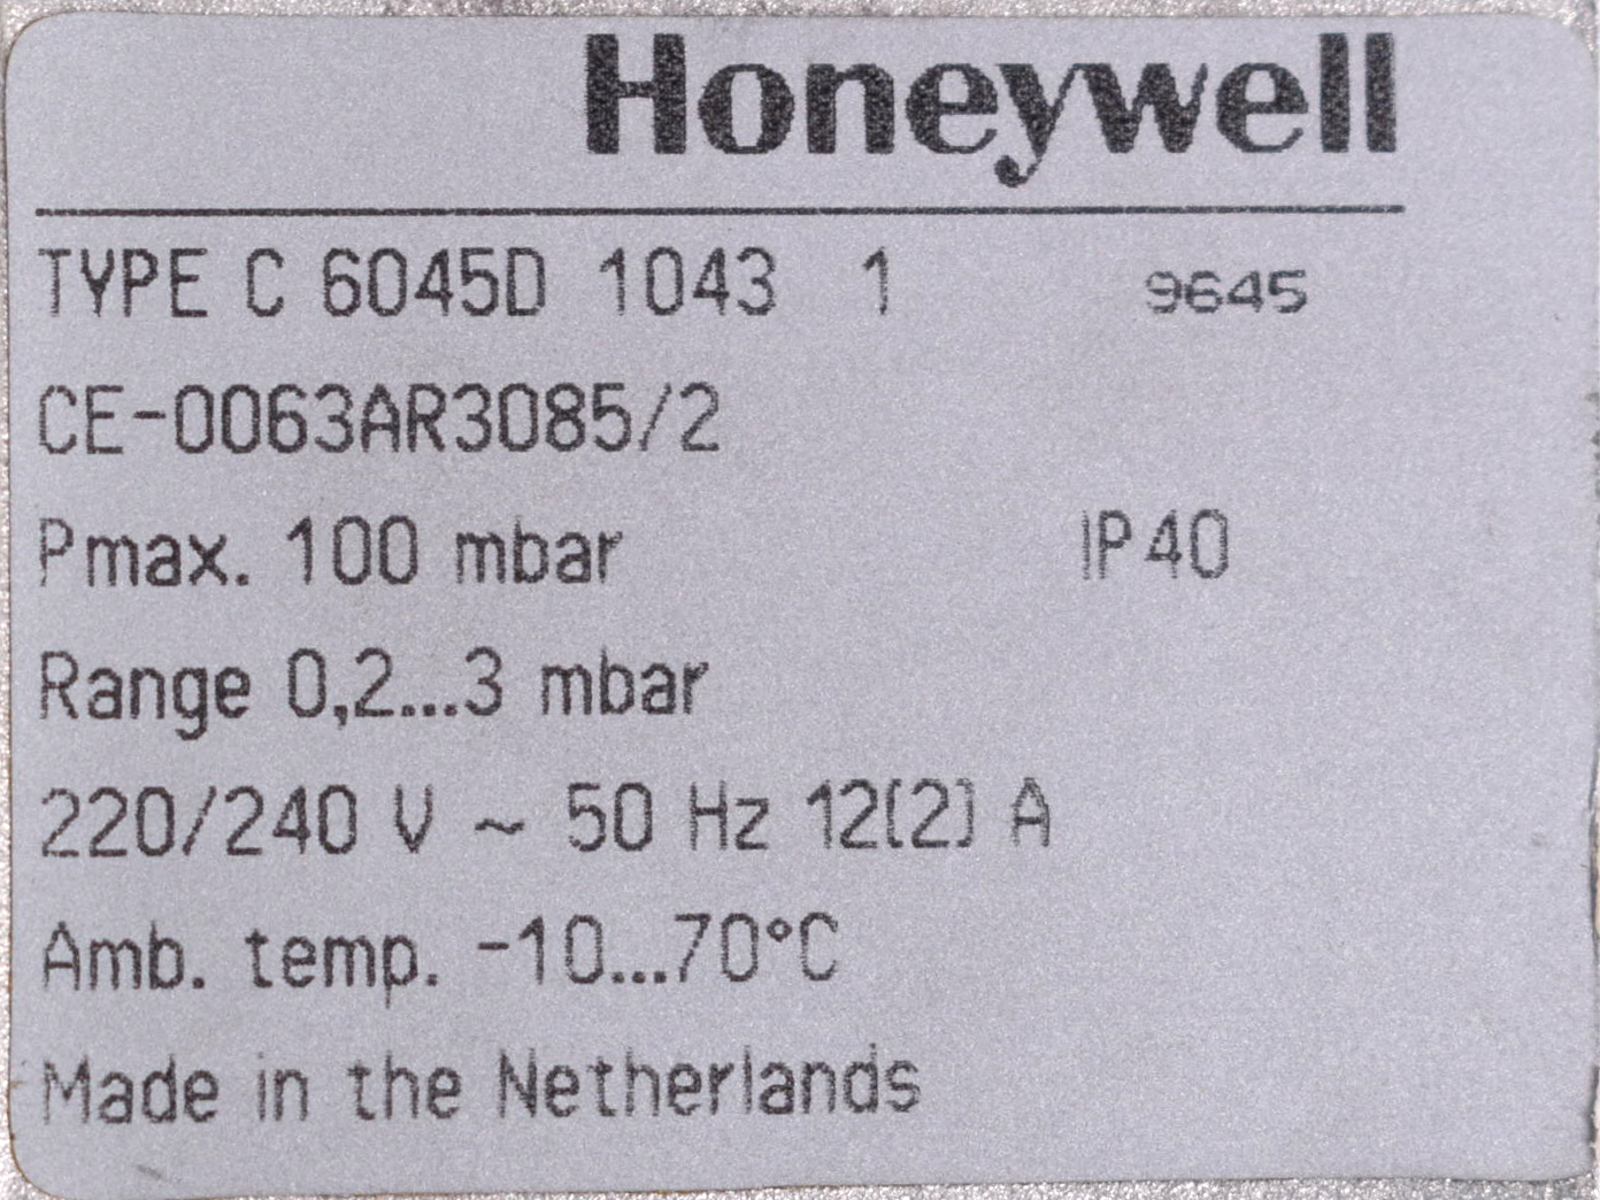 Honeywell
TYPE C 6045D 1043 1 9645
CE-0063AR3085/2
Pmax. 100 mbar IP40
Range 0,2...3 mbar
220/240 V ~ 50 Hz 12(2) A
Amb. temp. -10...70°C
Made in the Netherlands